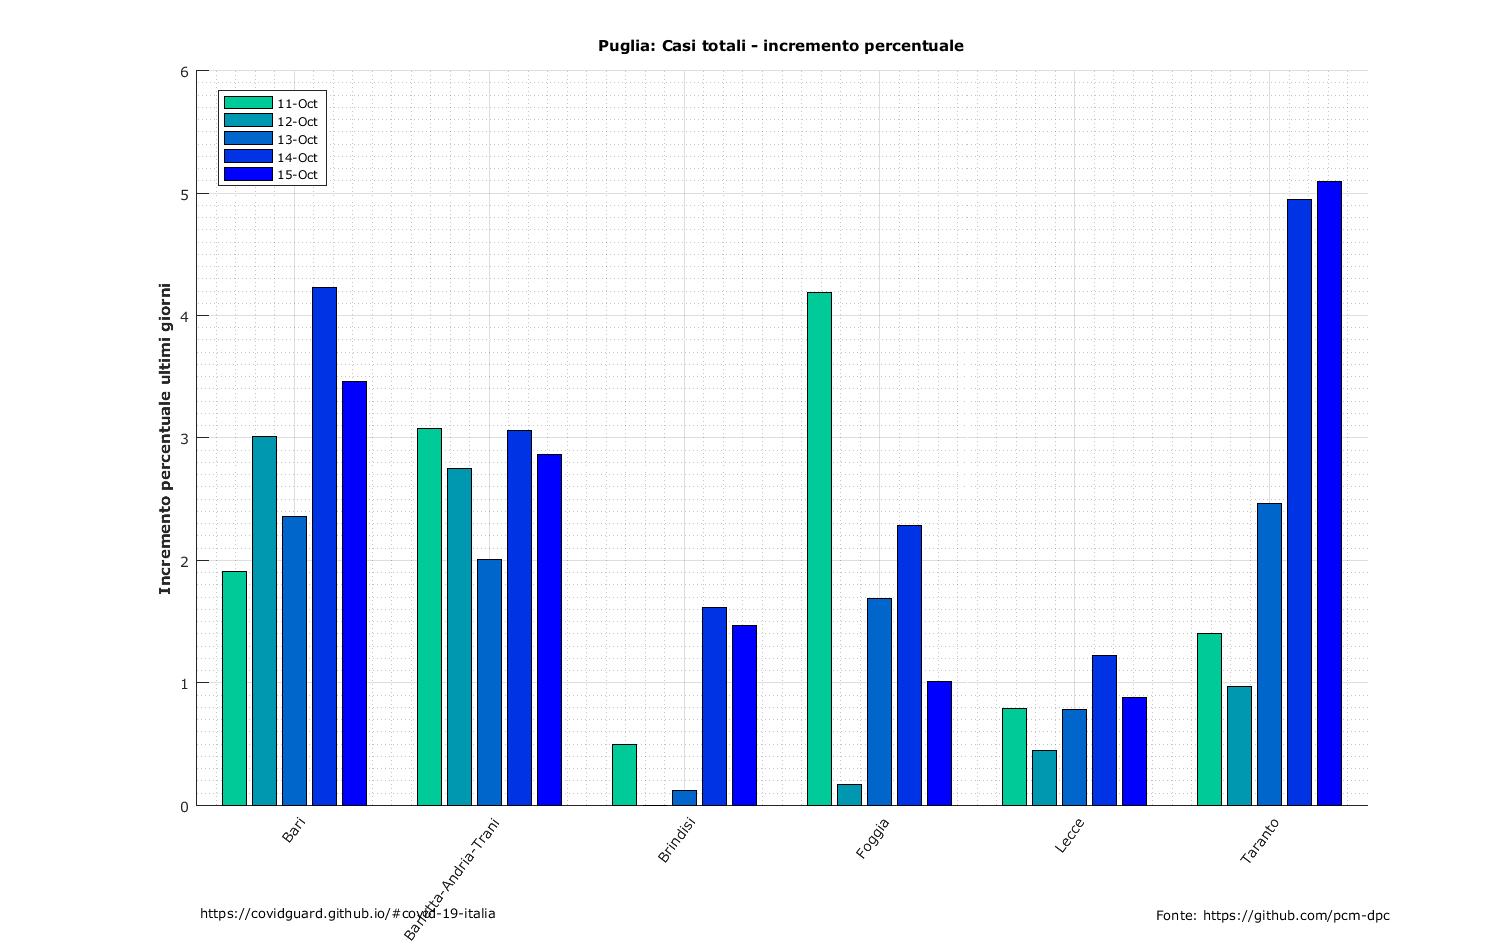 Puglia: Casi totali - incremento percentuale
6
5
4
3
2
1
0
Incremento percentuale ultimi giorni
11-Oct
12-Oct
13-Oct
14-Oct
15-Oct
Bari
Barletta-Andria-Trani
Brindisi
Foggia
Lecce
Taranto
https://covidguard.github.io/#covid-19-italia
Fonte: https://github.com/pcm-dpc